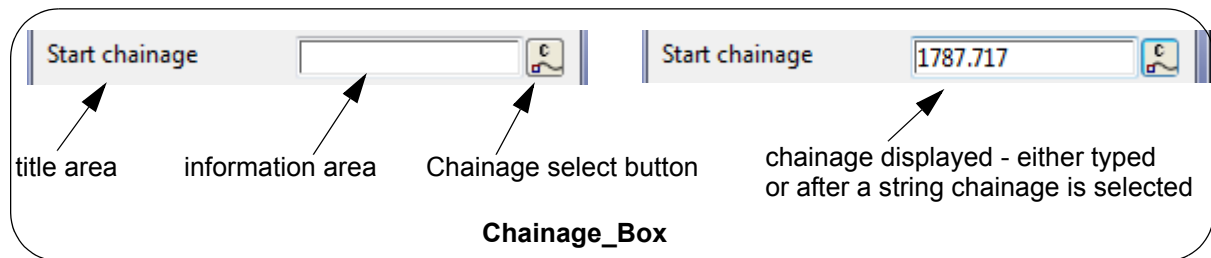 Start chainage
C
Start chainage
1787.717
C
title area
information area
Chainage select button
chainage displayed - either typed
or after a string chainage is selected
Chainage_Box